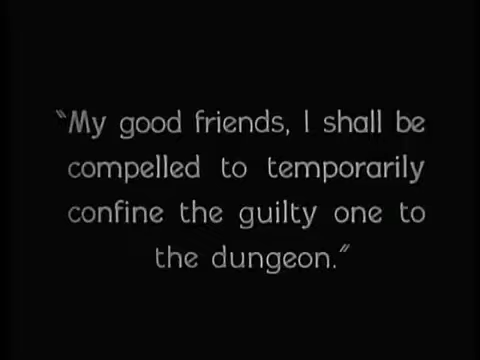 "My good friends, I shall be
compelled to temporarily
confine the guilty one to
the dungeon."